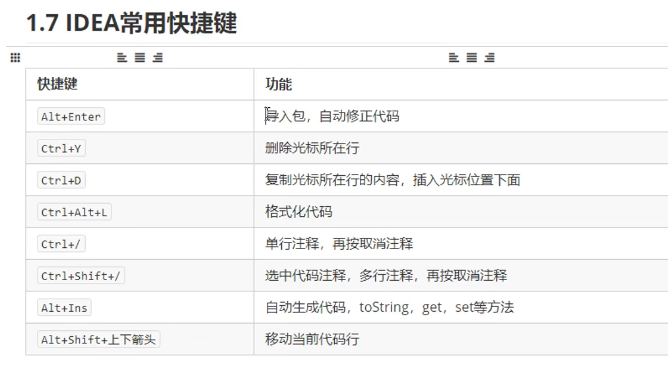 1.7 IDEA常用快捷键
快捷键 功能
Alt+Enter 导入包，自动修正代码
Ctrl+Y 删除光标所在行
Ctrl+D 复制光标所在行的内容，插入光标位置下面
Ctrl+Alt+L 格式化代码
Ctrl+/ 单行注释，再按取消注释
Ctrl+Shift+/ 选中代码注释，多行注释，再按取消注释
Alt+Ins 自动生成代码，toString，get，set等方法
Alt+Shift+上下箭头 移动当前代码行